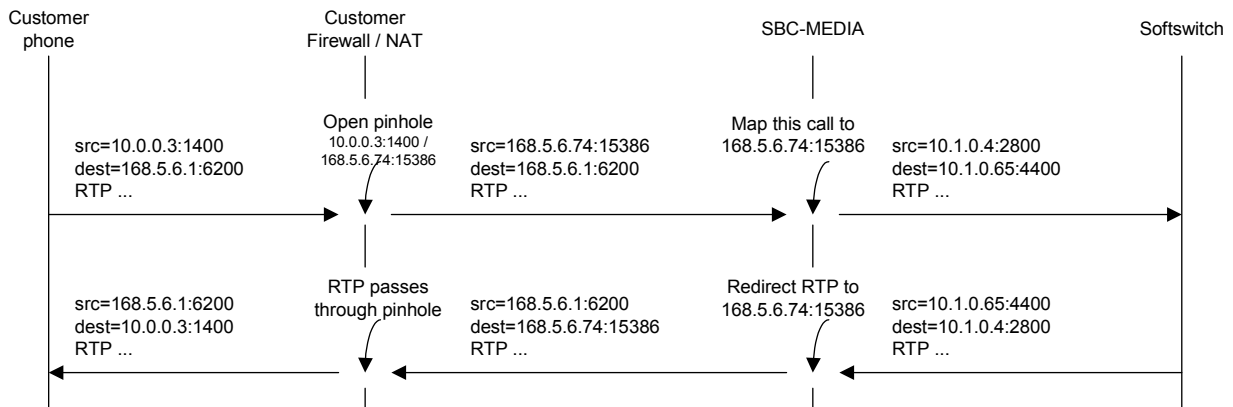 Customer
phone
Customer
Firewall / NAT
SBC-MEDIA
Softswitch
src=10.0.0.3:1400
dest=168.5.6.1:6200
RTP ...
Open pinhole
10.0.0.3:1400 /
168.5.6.74:15386
src=168.5.6.74:15386
dest=168.5.6.1:6200
RTP ...
Map this call to
168.5.6.74:15386
src=10.1.0.4:2800
dest=10.1.0.65:4400
RTP ...
src=168.5.6.1:6200
dest=10.0.0.3:1400
RTP ...
RTP passes
through pinhole
src=168.5.6.1:6200
dest=168.5.6.74:15386
RTP ...
Redirect RTP to
168.5.6.74:15386
src=10.1.0.65:4400
dest=10.1.0.4:2800
RTP ...